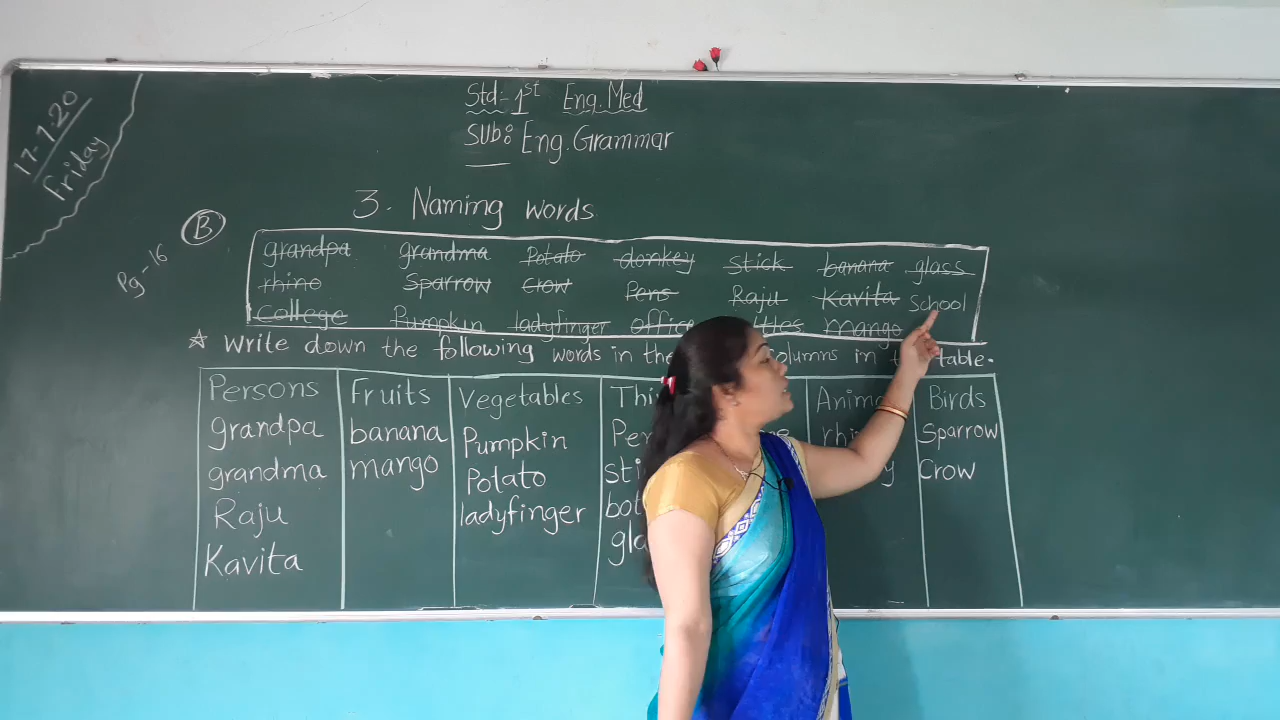 17-7-20
Friday
Std:- 1st Eng.Med
Sub: Eng.Grammar
3. Naming words
B
Pg-16
grandpa grandma Potato donkey Stick banana glass
rhino Sparrow Crow Pens Raju Kavita School
College Pumpkin ladyfinger office mango
* Write down the following words in the columns in table.
Persons Fruits Vegetables Birds
grandpa banana Pumpkin Sparrow
grandma mango Potato Crow
Raju ladyfinger
Kavita